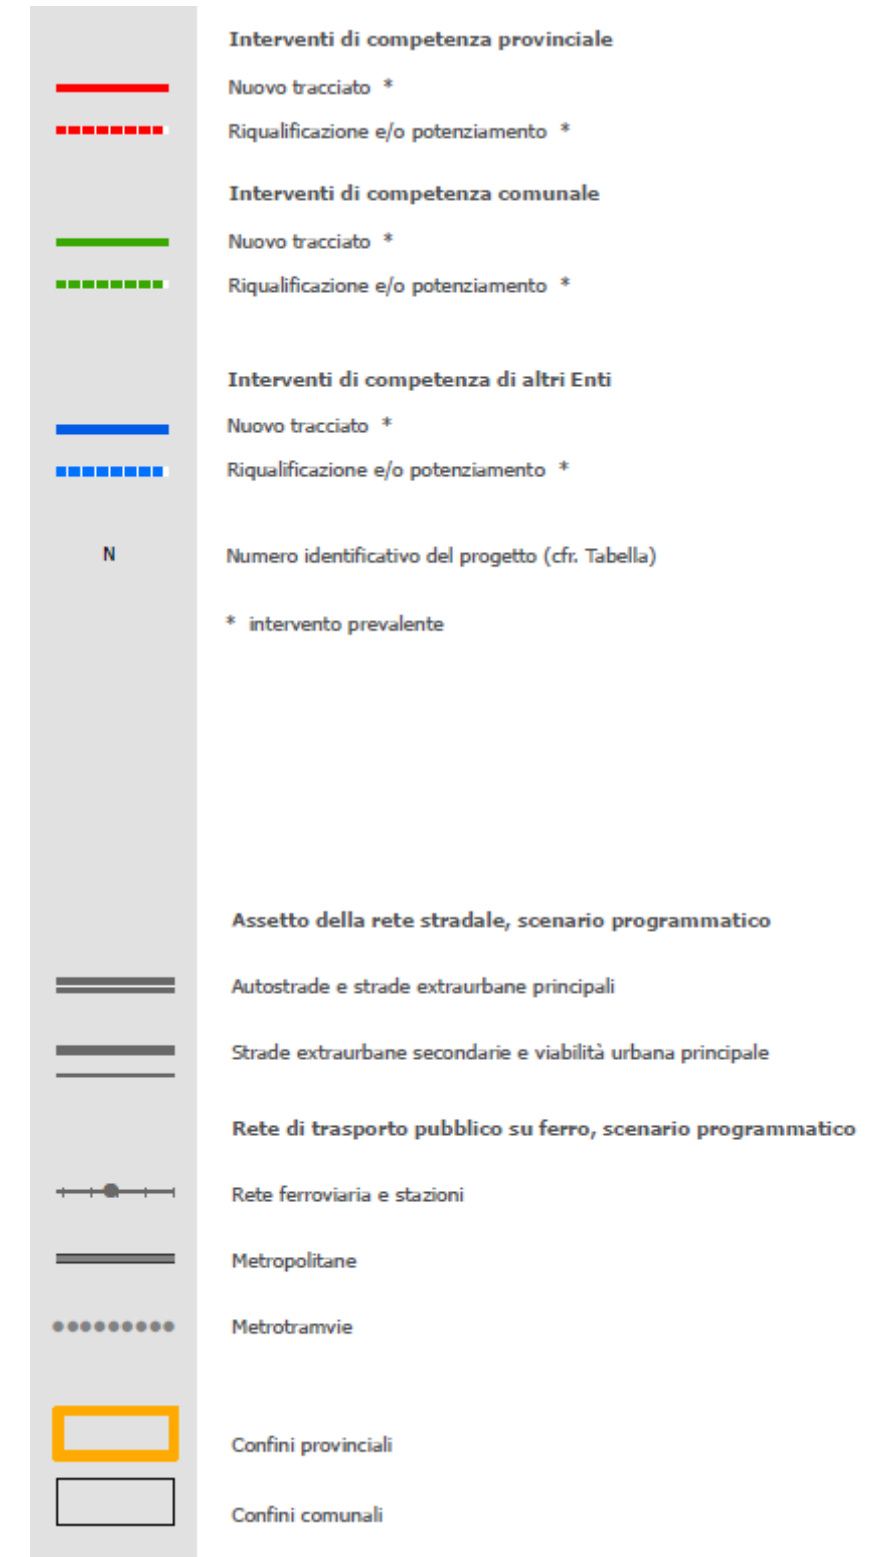 Interventi di competenza provinciale
Nuovo tracciato *
Riqualificazione e/o potenziamento *
Interventi di competenza comunale
Nuovo tracciato *
Riqualificazione e/o potenziamento *
Interventi di competenza di altri Enti
Nuovo tracciato *
Riqualificazione e/o potenziamento *
N Numero identificativo del progetto (cfr. Tabella)
* intervento prevalente
Assetto della rete stradale, scenario programmatico
Autostrade e strade extraurbane principali
Strade extraurbane secondarie e viabilità urbana principale
Rete di trasporto pubblico su ferro, scenario programmatico
Rete ferroviaria e stazioni
Metropolitane
Metrotramvie
Confini provinciali
Confini comunali